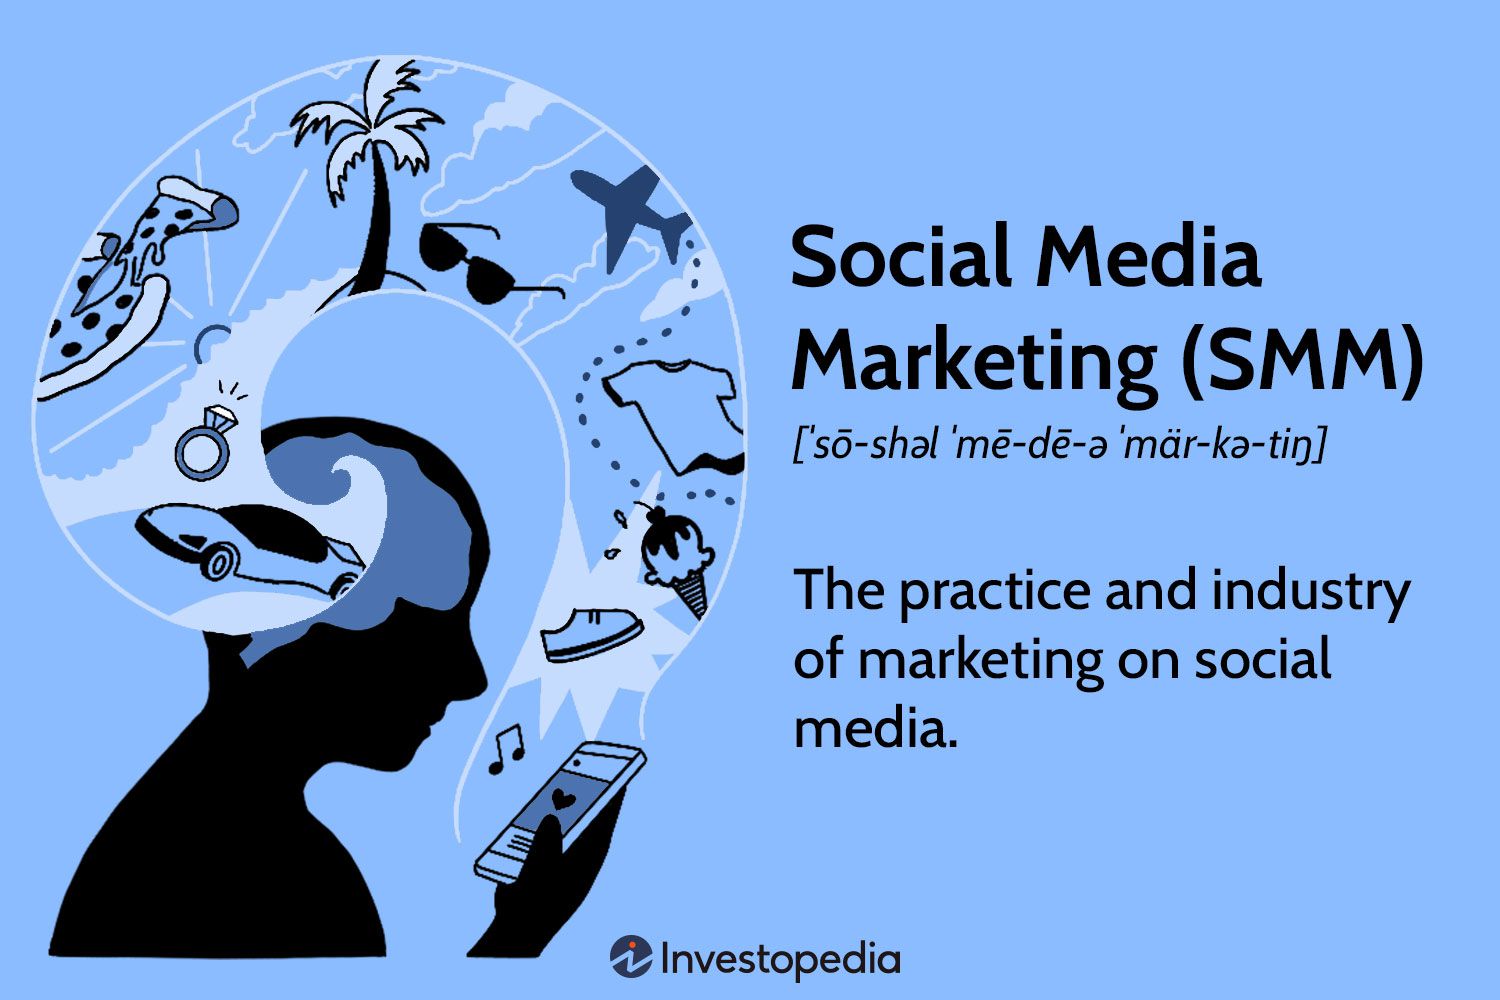 Social Media
Marketing (SMM)
[ˈsō-shəl ˈmē-dē-ə ˈmär-kə-tiŋ]
The practice and industry
of marketing on social
media.
Investopedia